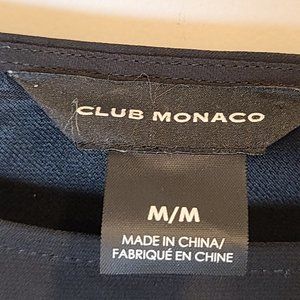 CLUB MONACO
M/M
MADE IN CHINA/
FABRIQUÉ EN CHINE